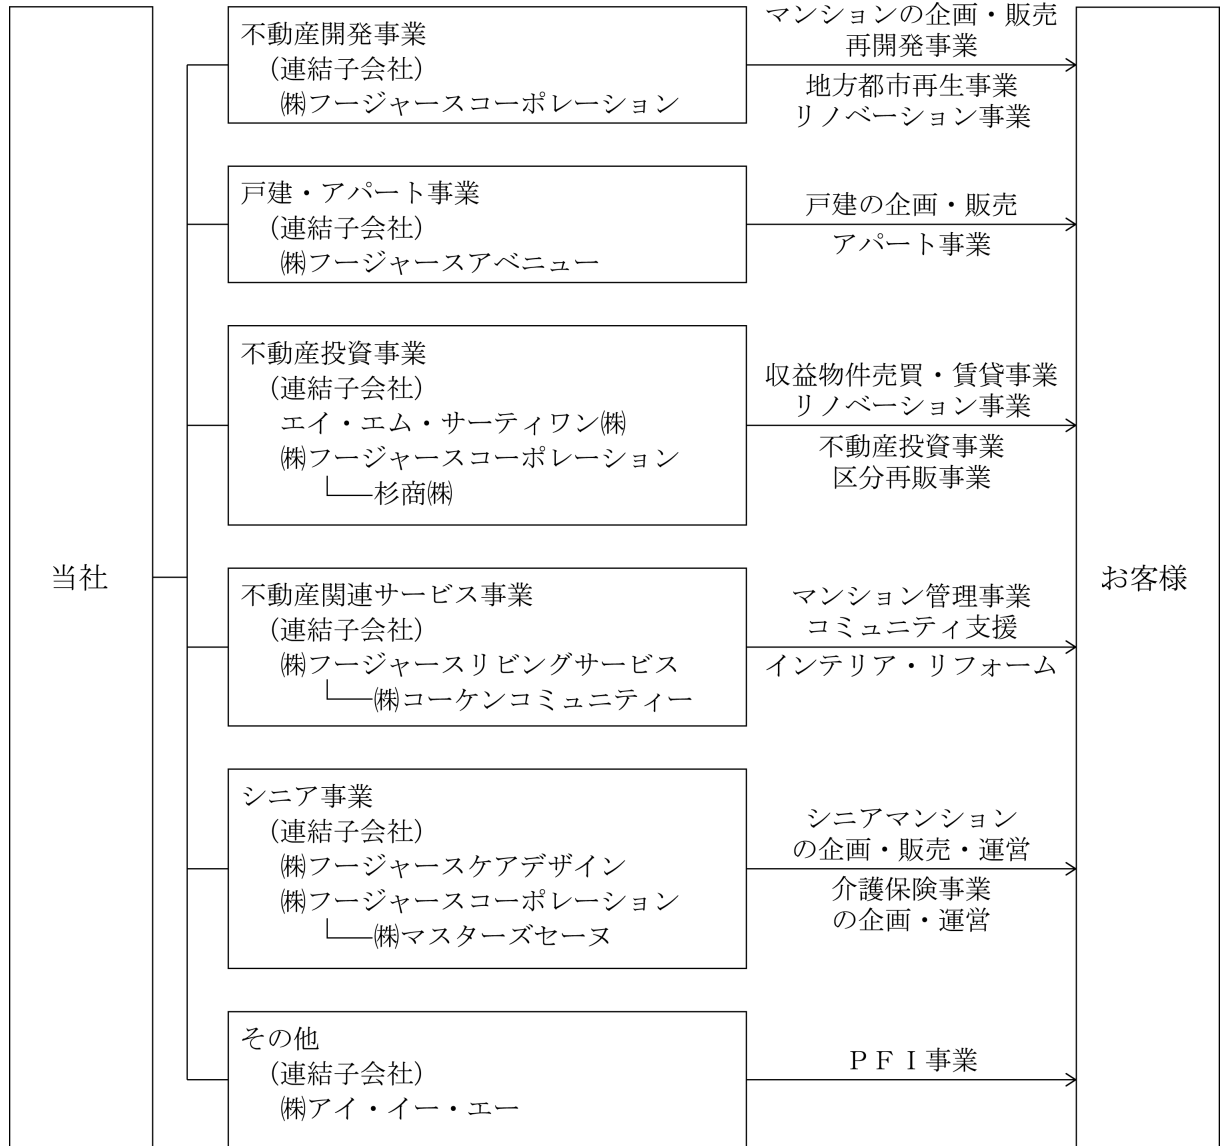 当社
不動産開発事業
(連結子会社)
㈱フージャースコーポレーション
マンションの企画・販売
再開発事業
地方都市再生事業
リノベーション事業
戸建・アパート事業
(連結子会社)
㈱フージャースアベニュー
戸建の企画・販売
アパート事業
不動産投資事業
(連結子会社)
エイ・エム・サーティワン㈱
㈱フージャースコーポレーション
杉商㈱
収益物件売買・賃貸事業
リノベーション事業
不動産投資事業
区分再販事業
不動産関連サービス事業
(連結子会社)
㈱フージャースリビングサービス
㈱コーケンコミュニティー
マンション管理事業
コミュニティ支援
インテリア・リフォーム
シニア事業
(連結子会社)
㈱フージャースケアデザイン
㈱フージャースコーポレーション
㈱マスターズセーヌ
シニアマンション
の企画・販売・運営
介護保険事業
の企画・運営
その他
(連結子会社)
㈱アイ・イー・エー
PFI事業
お客様